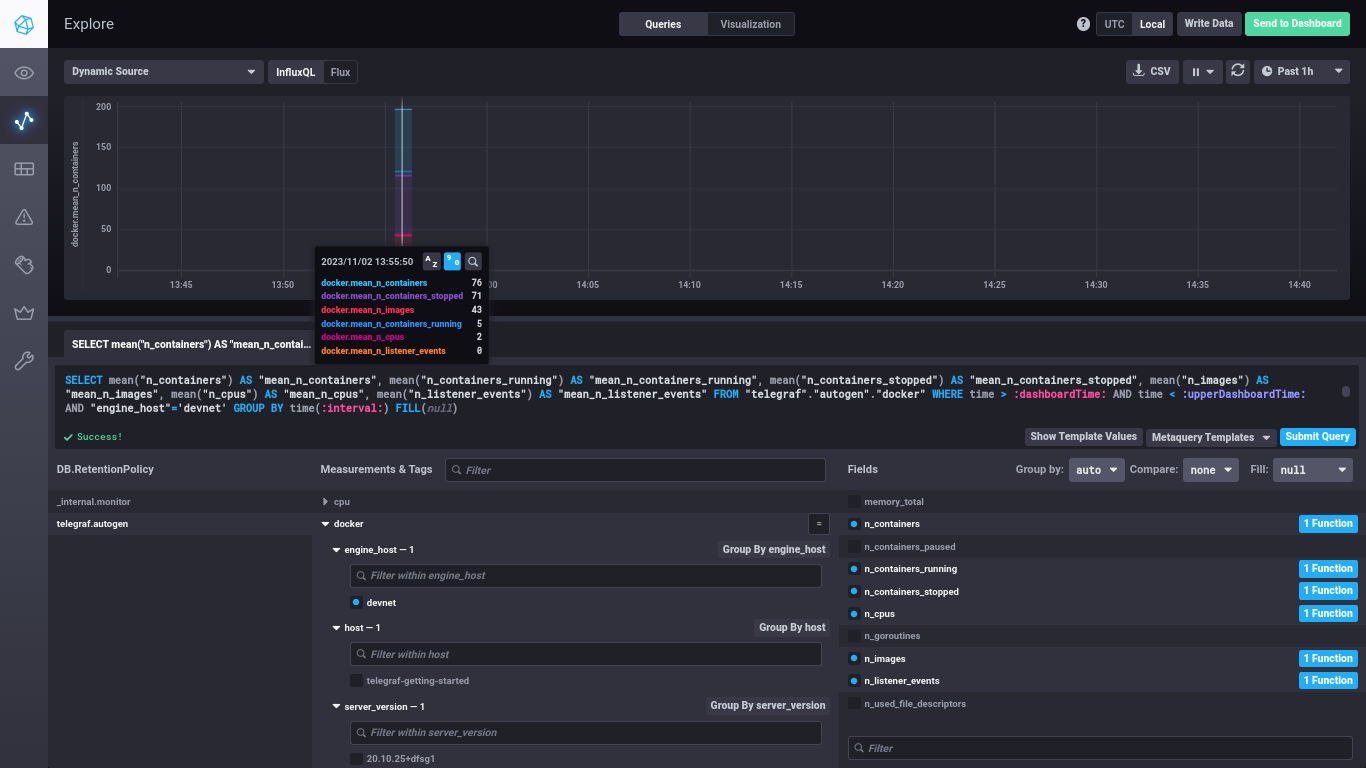 Explore
Queries
Visualization
?
UTC
Local
Write Data
Send to Dashboard
Dynamic Source
InfluxQL
Flux
CSV
Past 1h
docker.mean_n_containers
200
150
100
50
0
13:45
13:50
00
14:05
14:10
14:15
14:20
14:25
14:30
14:35
14:40
2023/11/02 13:55:50
A
Z
9
0
docker.mean_n_containers 76
docker.mean_n_containers_stopped 71
docker.mean_n_images 43
docker.mean_n_containers_running 5
docker.mean_n_cpus 2
docker.mean_n_listener_events 0
SELECT mean("n_containers") AS "mean_n_contai...
SELECT mean("n_containers") AS "mean_n_containers", mean("n_containers_running") AS "mean_n_containers_running", mean("n_containers_stopped") AS "mean_n_containers_stopped", mean("n_images") AS
"mean_n_images", mean("n_cpus") AS "mean_n_cpus", mean("n_listener_events") AS "mean_n_listener_events" FROM "telegraf"."autogen"."docker" WHERE time > :dashboardTime: AND time < :upperDashboardTime:
AND "engine_host"='devnet' GROUP BY time(:interval:) FILL(null)
Success!
Show Template Values
Metaquery Templates
Submit Query
DB.RetentionPolicy
Measurements & Tags
Filter
Fields
Group by:
auto
Compare:
none
Fill:
null
_internal.monitor
telegraf.autogen
cpu
docker
=
engine_host — 1
Group By engine_host
Filter within engine_host
devnet
host — 1
Group By host
Filter within host
telegraf-getting-started
server_version — 1
Group By server_version
Filter within server_version
20.10.25+dfsg1
memory_total
n_containers
1 Function
n_containers_paused
n_containers_running
1 Function
n_containers_stopped
1 Function
n_cpus
1 Function
n_goroutines
n_images
1 Function
n_listener_events
1 Function
n_used_file_descriptors
Filter